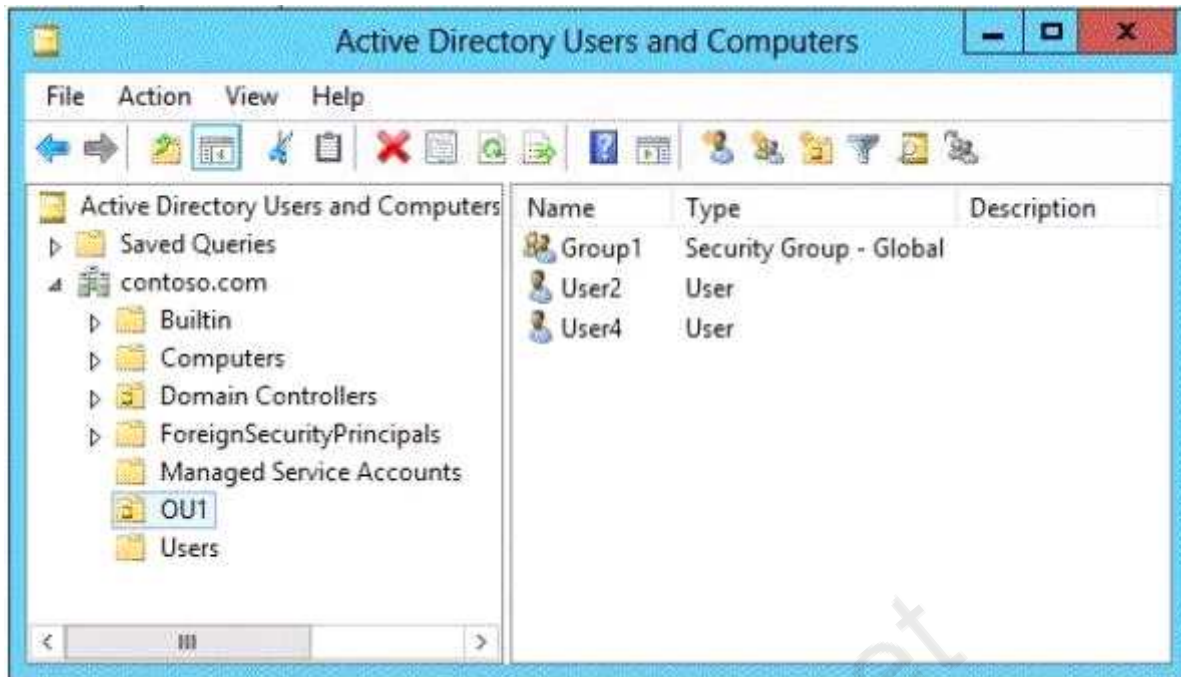 Active Directory Users and Computers
File Action View Help
Active Directory Users and Computers
Saved Queries
contoso.com
Builtin
Computers
Domain Controllers
ForeignSecurityPrincipals
Managed Service Accounts
OU1
Users
Name Type Description
Group1 Security Group - Global
User2 User
User4 User